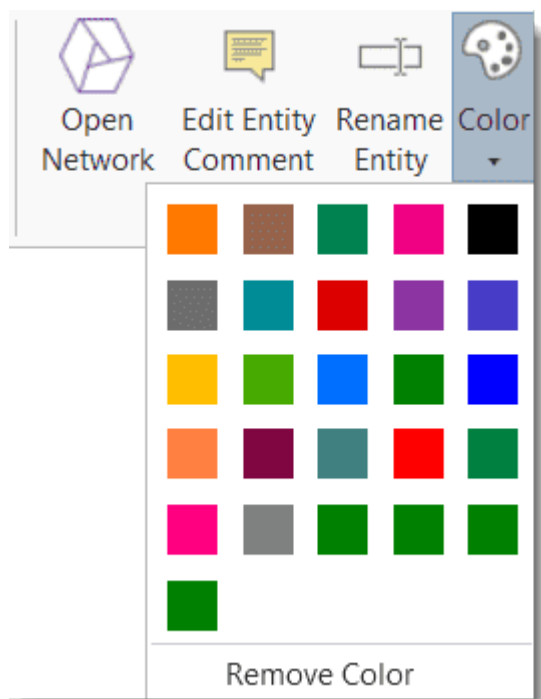 Open
Network
Edit Entity
Comment
Rename
Entity
Color
Remove Color